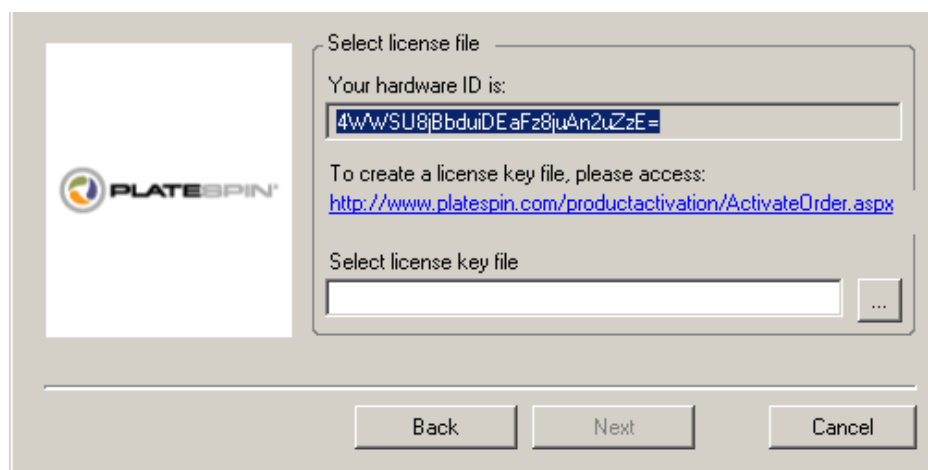 Select license file
Your hardware ID is:
4WWSU8jBbduiDEaFz8juAn2uZzE=
PLATESPIN
To create a license key file, please access:
http://www.platespin.com/productactivation/ActivateOrder.aspx
Select license key file
...
Back
Next
Cancel